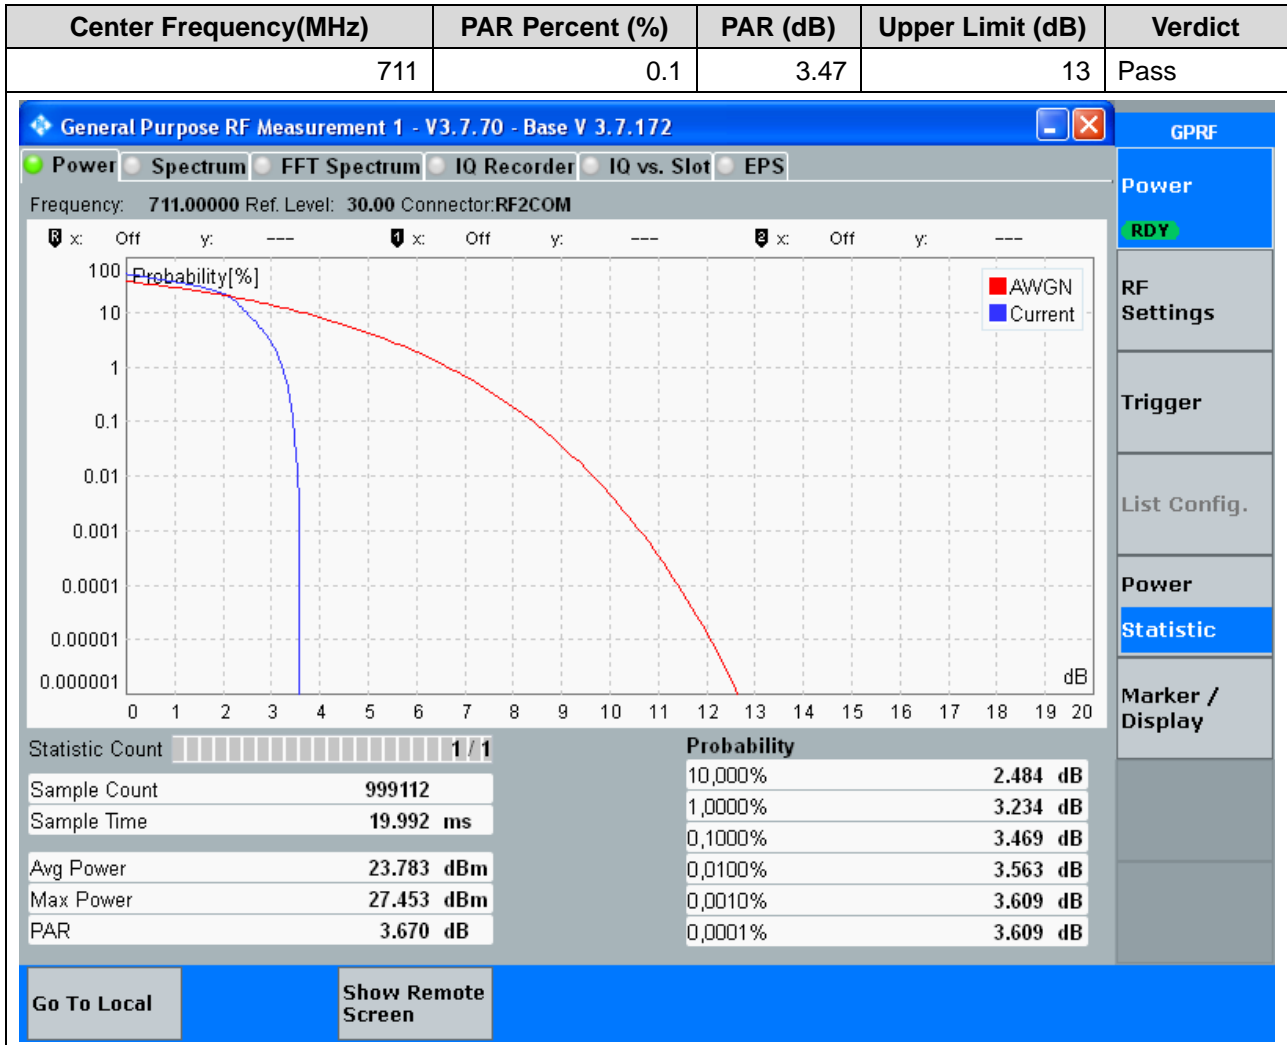 Center Frequency(MHz) PAR Percent (%) PAR (dB) Upper Limit (dB) Verdict
711 0.1 3.47 13 Pass
General Purpose RF Measurement 1 - V3.7.70 - Base V 3.7.172
GPRF
Power Spectrum FFT Spectrum IQ Recorder IQ vs. Slot EPS
Power
RDY
Frequency: 711.00000 Ref. Level: 30.00 Connector:RF2COM
R x: Off y: --- 1 x: Off y: --- 2 x: Off y: ---
Probability[%]
AWGN
Current
100
10
1
0.1
0.01
0.001
0.0001
0.00001
0.000001
dB
0 1 2 3 4 5 6 7 8 9 10 11 12 13 14 15 16 17 18 19 20
RF
Settings
Trigger
List Config.
Power
Statistic
Marker /
Display
Statistic Count 1 / 1
Sample Count 999112
Sample Time 19.992 ms
Avg Power 23.783 dBm
Max Power 27.453 dBm
PAR 3.670 dB
Probability
10,000% 2.484 dB
1,0000% 3.234 dB
0,1000% 3.469 dB
0,0100% 3.563 dB
0,0010% 3.609 dB
0,0001% 3.609 dB
Go To Local
Show Remote
Screen